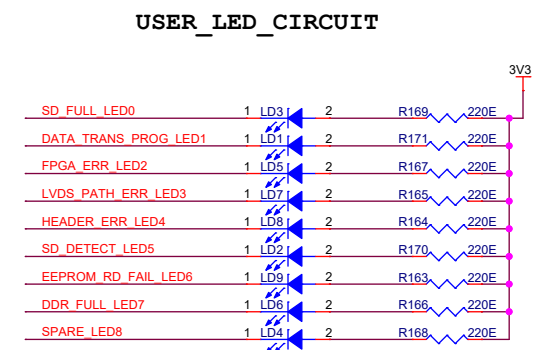 USER_LED_CIRCUIT
3V3
SD_FULL_LED0 1 LD3 2 R169 220E
DATA_TRANS_PROG_LED1 1 LD1 2 R171 220E
FPGA_ERR_LED2 1 LD5 2 R167 220E
LVDS_PATH_ERR_LED3 1 LD7 2 R165 220E
HEADER_ERR_LED4 1 LD8 2 R164 220E
SD_DETECT_LED5 1 LD2 2 R170 220E
EEPROM_RD_FAIL_LED6 1 LD9 2 R163 220E
DDR_FULL_LED7 1 LD6 2 R166 220E
SPARE_LED8 1 LD4 2 R168 220E